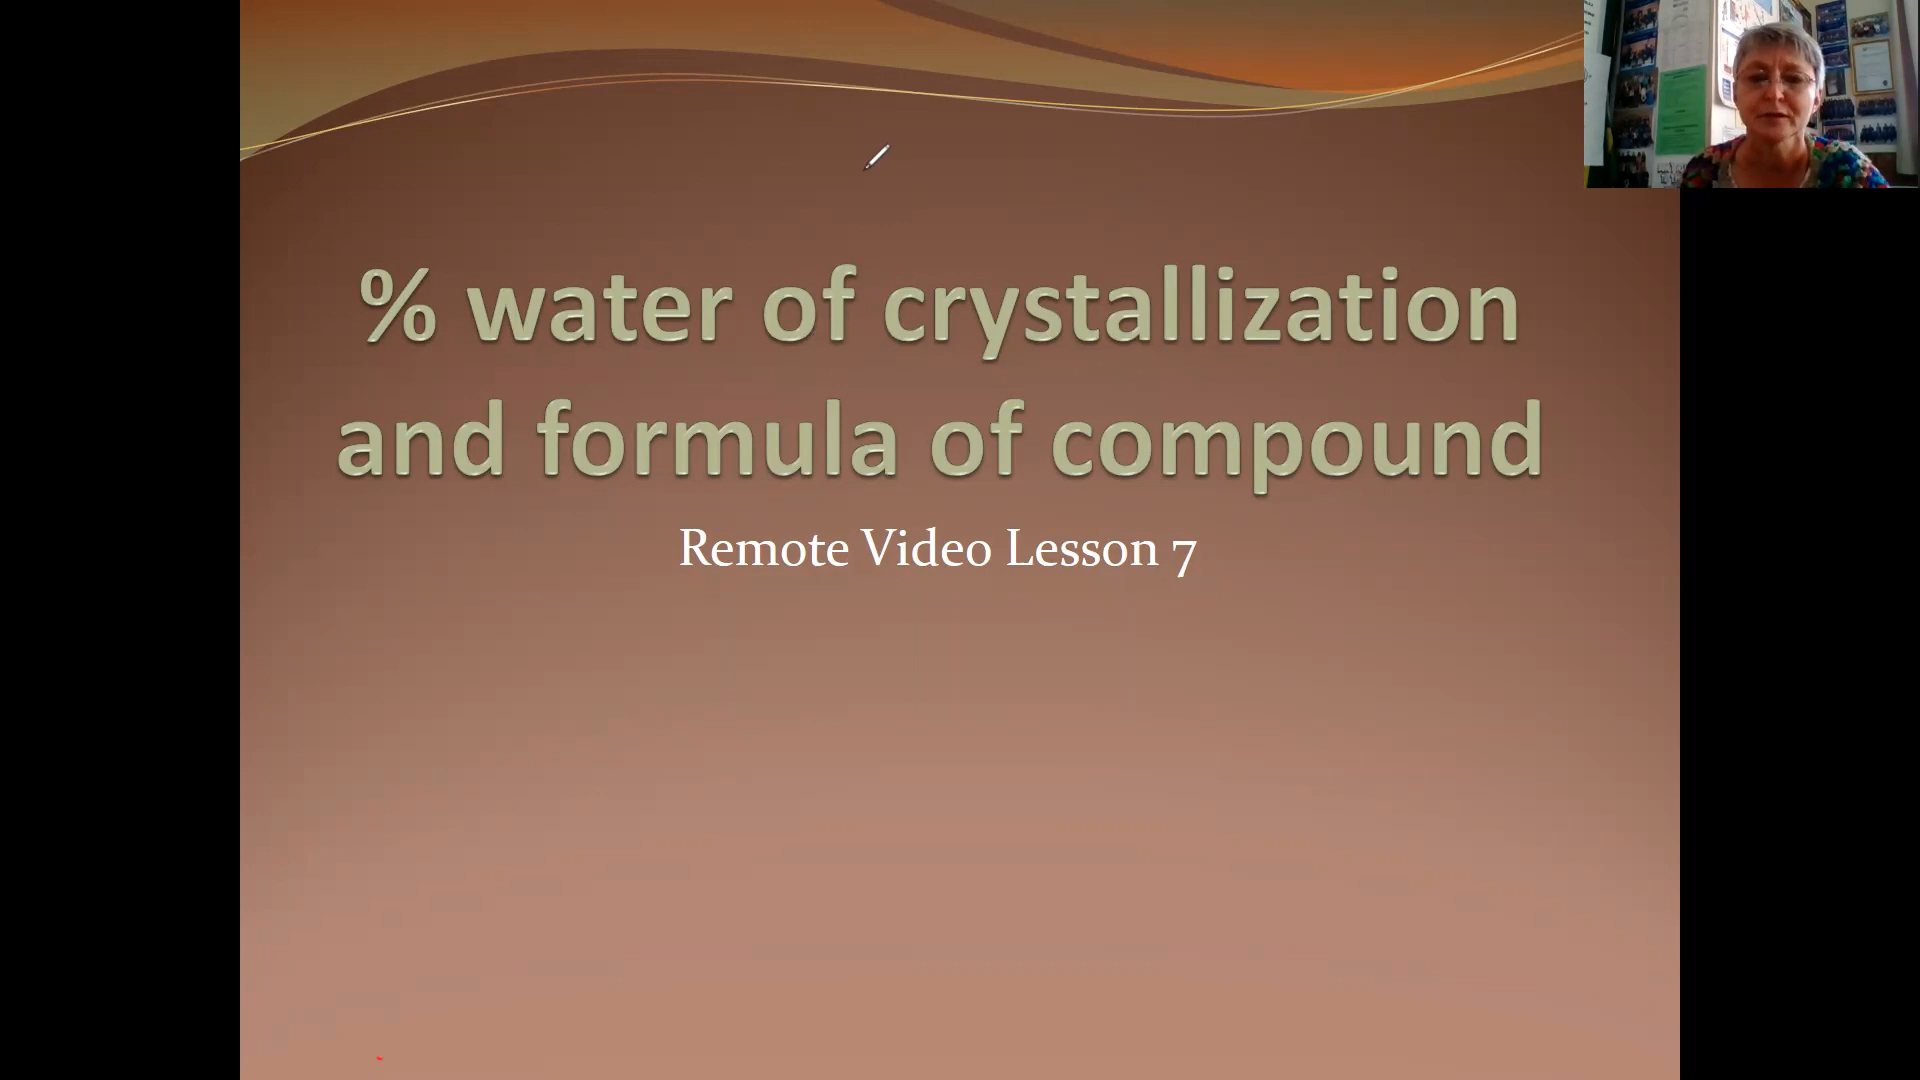 % water of crystallization
and formula of compound
Remote Video Lesson 7